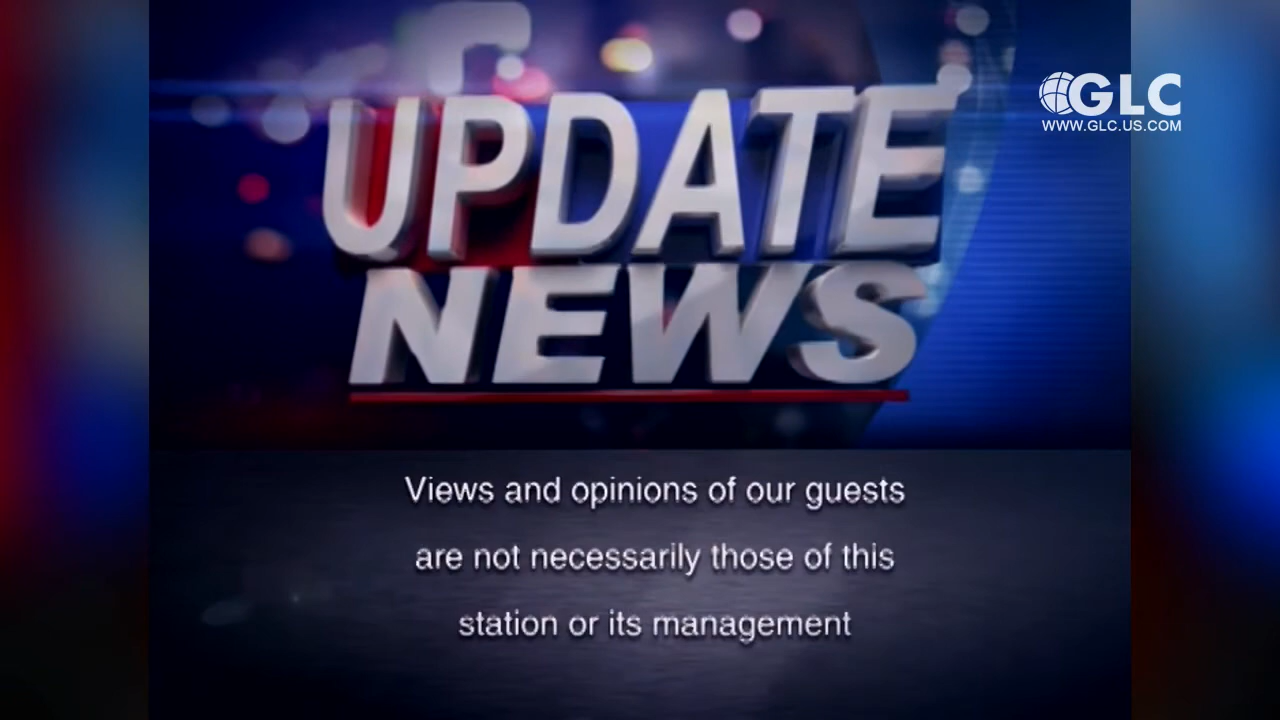 GLC
WWW.GLC.US.COM
UPDATE
NEWS
Views and opinions of our guests
are not necessarily those of this
station or its management